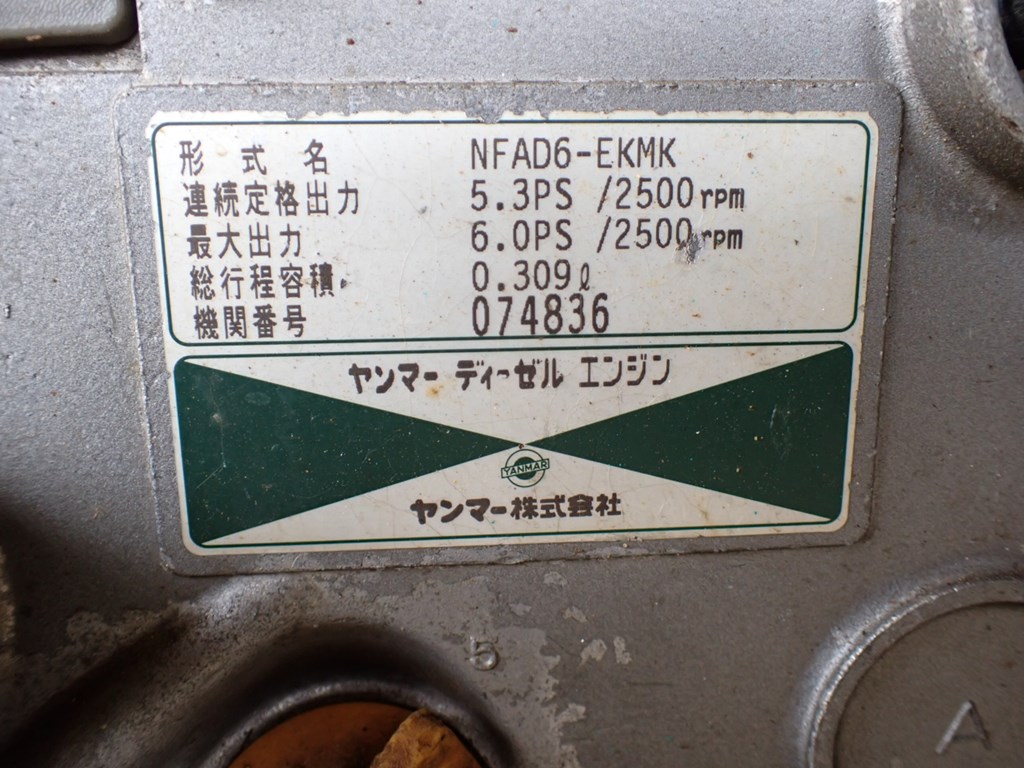 形式名 NFAD6-EKMK
連続定格出力 5.3PS /2500rpm
最大出力 6.0PS /2500rpm
総行程容積 0.309ℓ
機関番号 074836
ヤンマー ディーゼル エンジン
YANMAR
ヤンマー株式会社
5
A